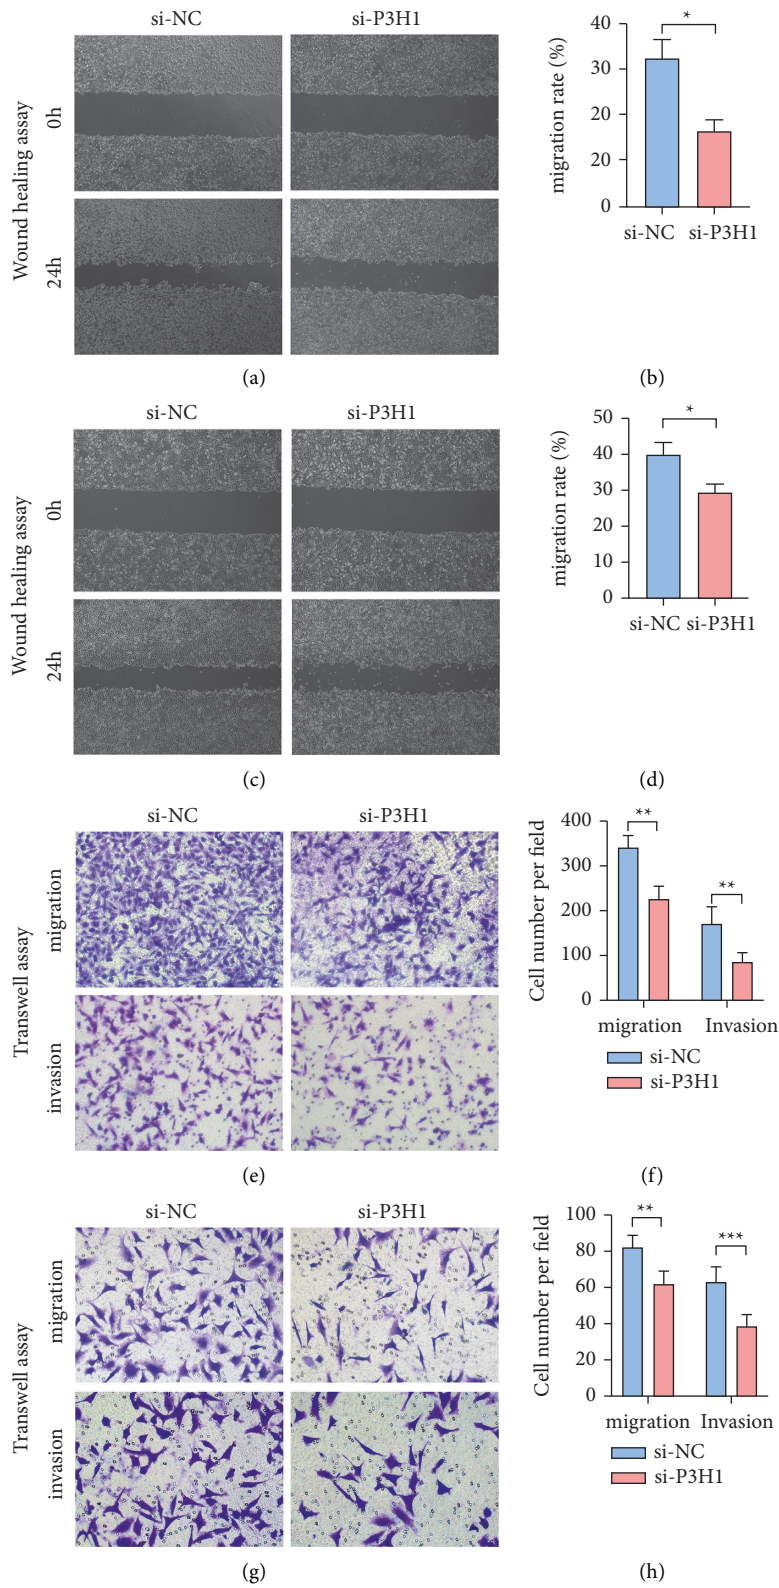 si-NC si-P3H1
Wound healing assay
0h
24h
(a)
migration rate (%)
40
30
20
20
0
*
si-NC si-P3H1
(b)
si-NC si-P3H1
Wound healing assay
0h
24h
(c)
migration rate (%)
50
40
30
20
10
0
*
si-NC si-P3H1
(d)
si-NC si-P3H1
Transwell assay
migration
invasion
(e)
Cell number per field
400
300
200
100
0
**
**
migration Invasion
si-NC
si-P3H1
(f)
si-NC si-P3H1
Transwell assay
migration
invasion
(g)
Cell number per field
100
80
60
40
20
0
**
***
migration Invasion
si-NC
si-P3H1
(h)